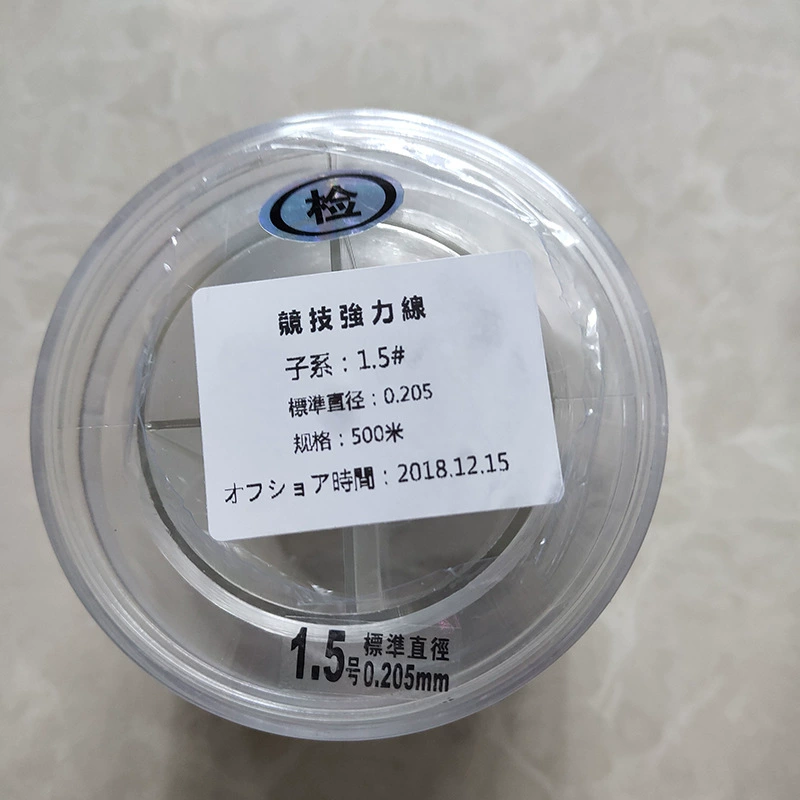 检
競技強力線
子系：1.5#
標準直径：0.205
规格：500米
オフショア時間：2018.12.15
1.5号 標準直徑
0.205mm